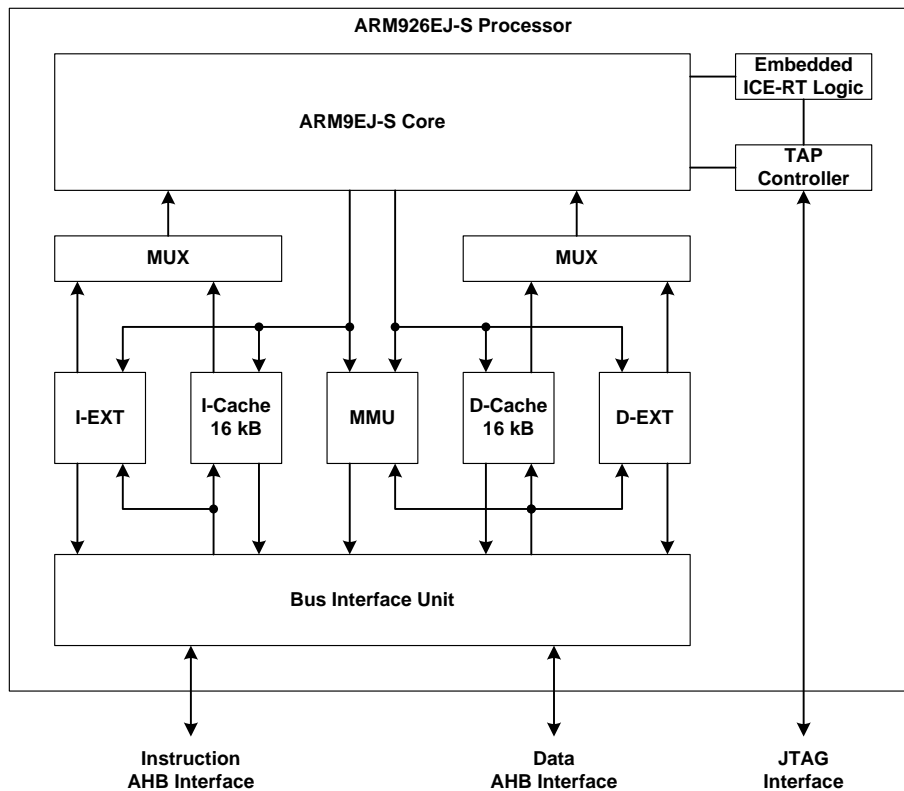 ARM926EJ-S Processor
Embedded
ICE-RT Logic
ARM9EJ-S Core
TAP
Controller
MUX
MUX
I-EXT
I-Cache
16 kB
MMU
D-Cache
16 kB
D-EXT
Bus Interface Unit
Instruction
AHB Interface
Data
AHB Interface
JTAG
Interface